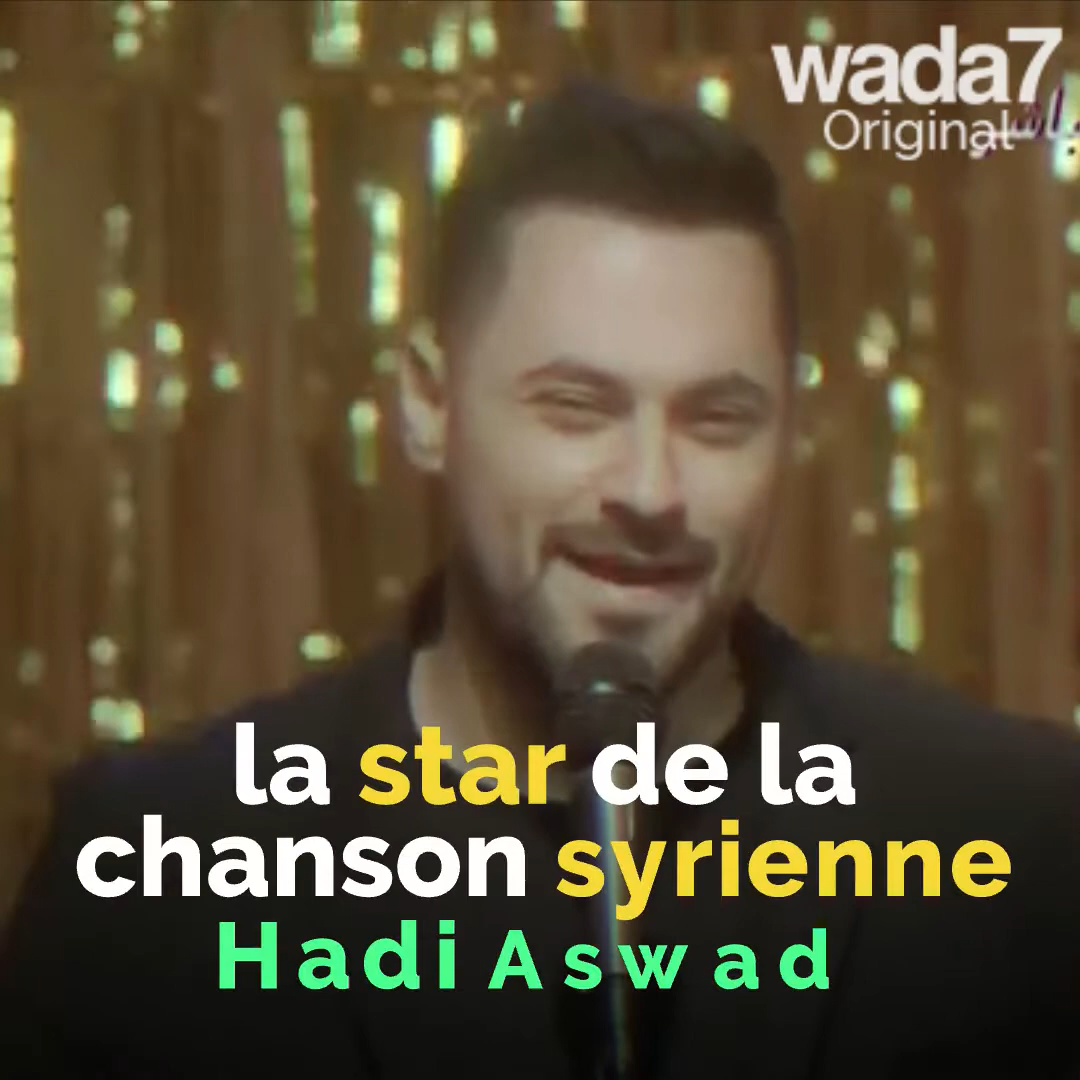 wada7
Original
la star de la
chanson syrienne
Hadi Aswad